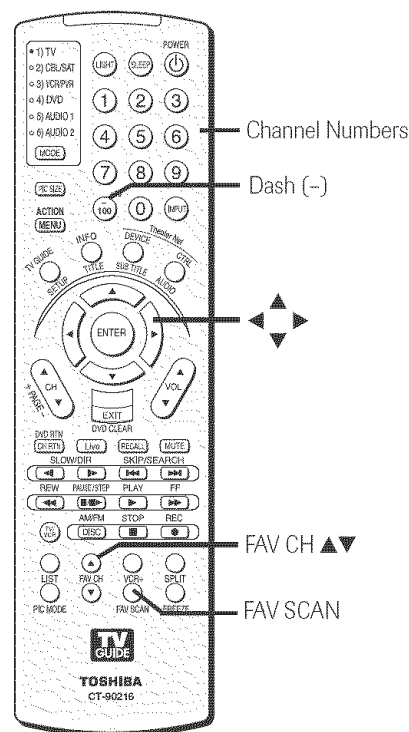 POWER
1) TV
2) CBL/SAT
3) VCR/PVR
4) DVD
5) AUDIO 1
6) AUDIO 2
MODE
LIGHT
SLEEP
1
2
3
4
5
6
7
8
9
100
0
INPUT
PIC SIZE
ACTION
MENU
Channel Numbers
Dash (–)
TV GUIDE
SETUP
INFO
TITLE
Theater Net
DEVICE
SUB TITLE
CTRL
AUDIO
ENTER
CH
+ PAGE -
VOL
EXIT
DVD CLEAR
DVD RTN
CH RTN
Live
RECALL
MUTE
SLOW/DIR
SKIP/SEARCH
REW
PAUSE/STEP
PLAY
FF
TV/VCR
AM/FM
DISC
STOP
REC
LIST
FAV CH
VCR+
SPLIT
PIC MODE
FAV SCAN
FREEZE
FAV CH ▲▼
FAV SCAN
TV
GUIDE
TOSHIBA
CT-90216